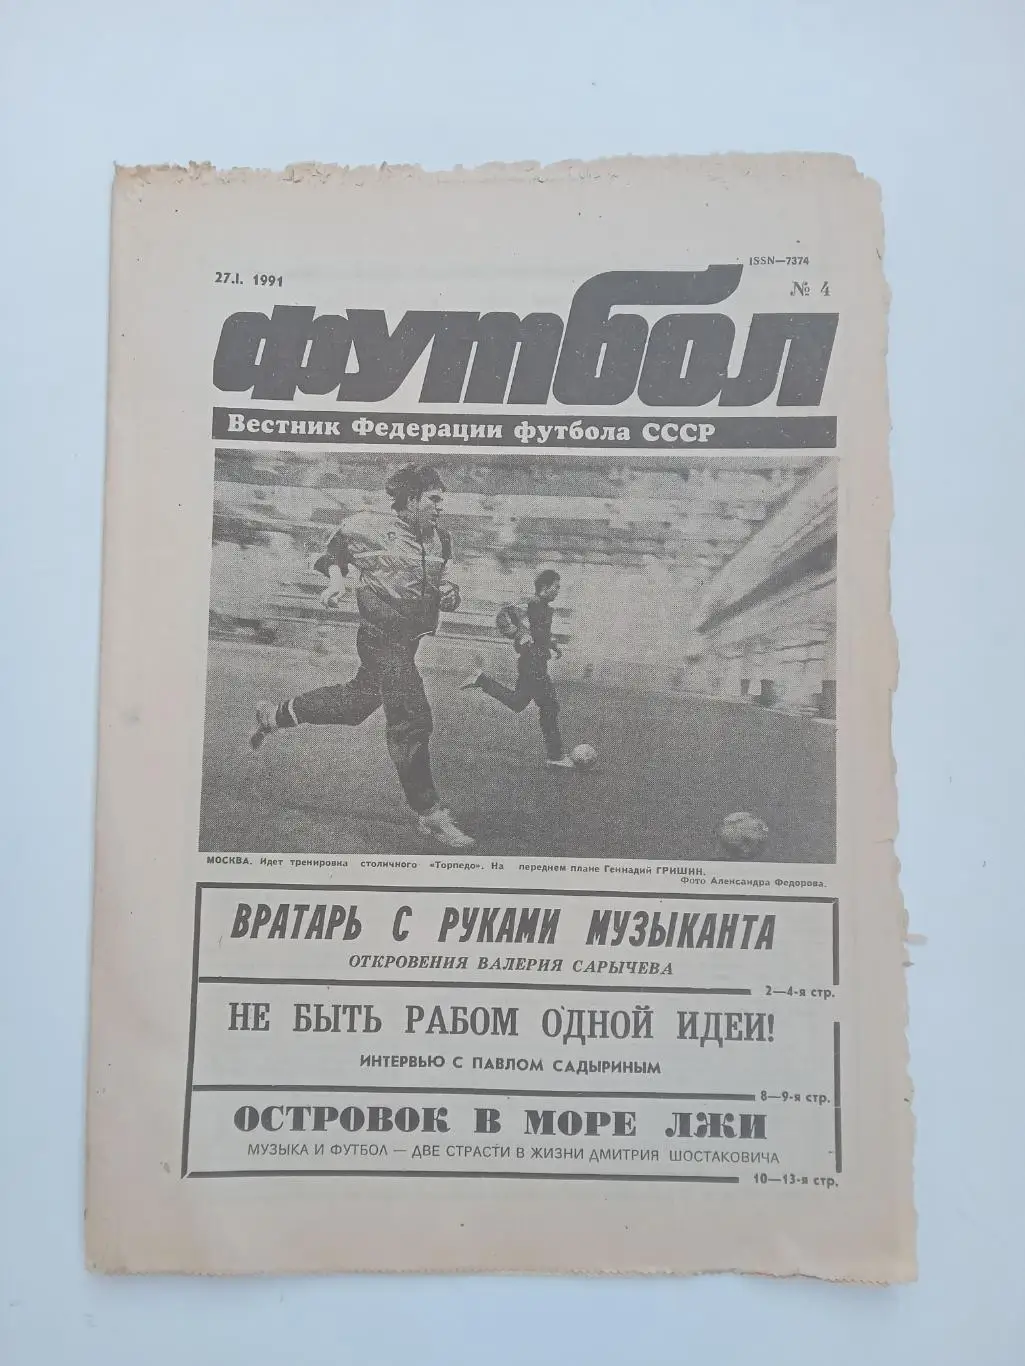 ISSN—7374
27.I. 1991
№ 4
футбол
Вестник Федерации футбола СССР
МОСКВА. Идет тренировка столичного «Торпедо». На переднем плане Геннадий ГРИШИН.
Фото Александра Федорова.
ВРАТАРЬ С РУКАМИ МУЗЫКАНТА
ОТКРОВЕНИЯ ВАЛЕРИЯ САРЫЧЕВА
2—4-я стр.
НЕ БЫТЬ РАБОМ ОДНОЙ ИДЕИ!
ИНТЕРВЬЮ С ПАВЛОМ САДЫРИНЫМ
8—9-я стр.
ОСТРОВОК В МОРЕ ЛЖИ
МУЗЫКА И ФУТБОЛ — ДВЕ СТРАСТИ В ЖИЗНИ ДМИТРИЯ ШОСТАКОВИЧА
10—13-я стр.